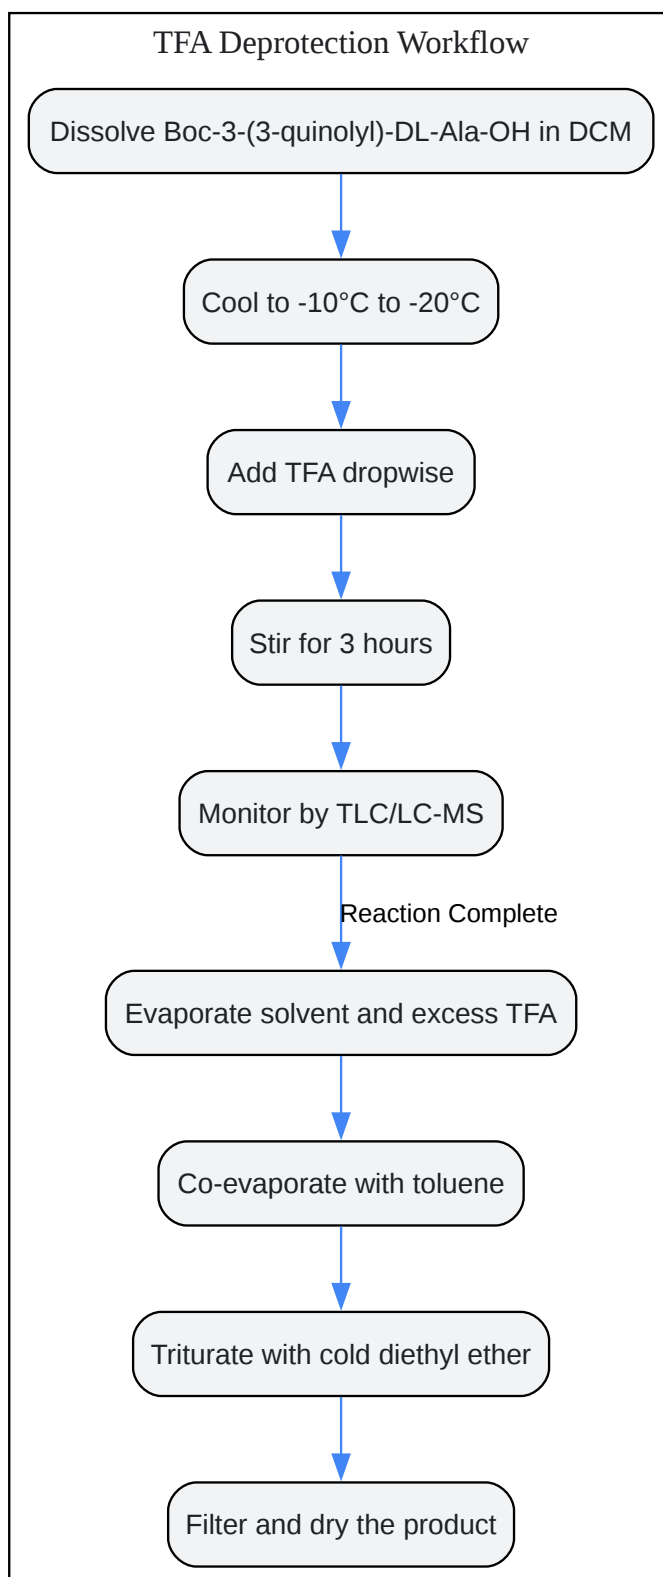 TFA Deprotection Workflow
Dissolve Boc-3-(3-quinolyl)-DL-Ala-OH in DCM
Cool to -10°C to -20°C
Add TFA dropwise
Stir for 3 hours
Monitor by TLC/LC-MS
Reaction Complete
Evaporate solvent and excess TFA
Co-evaporate with toluene
Triturate with cold diethyl ether
Filter and dry the product